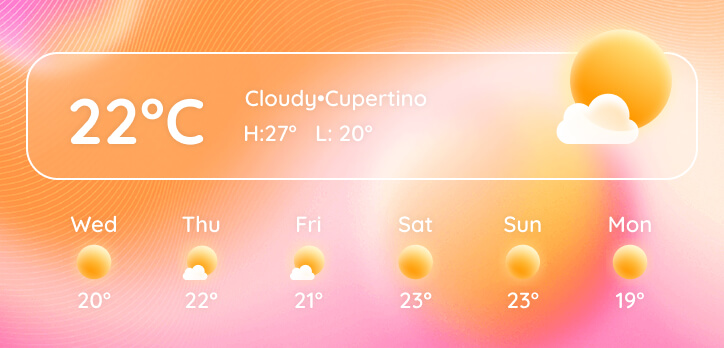 22°C
Cloudy•Cupertino
H:27° L: 20°
Wed Thu Fri Sat Sun Mon
20° 22° 21° 23° 23° 19°